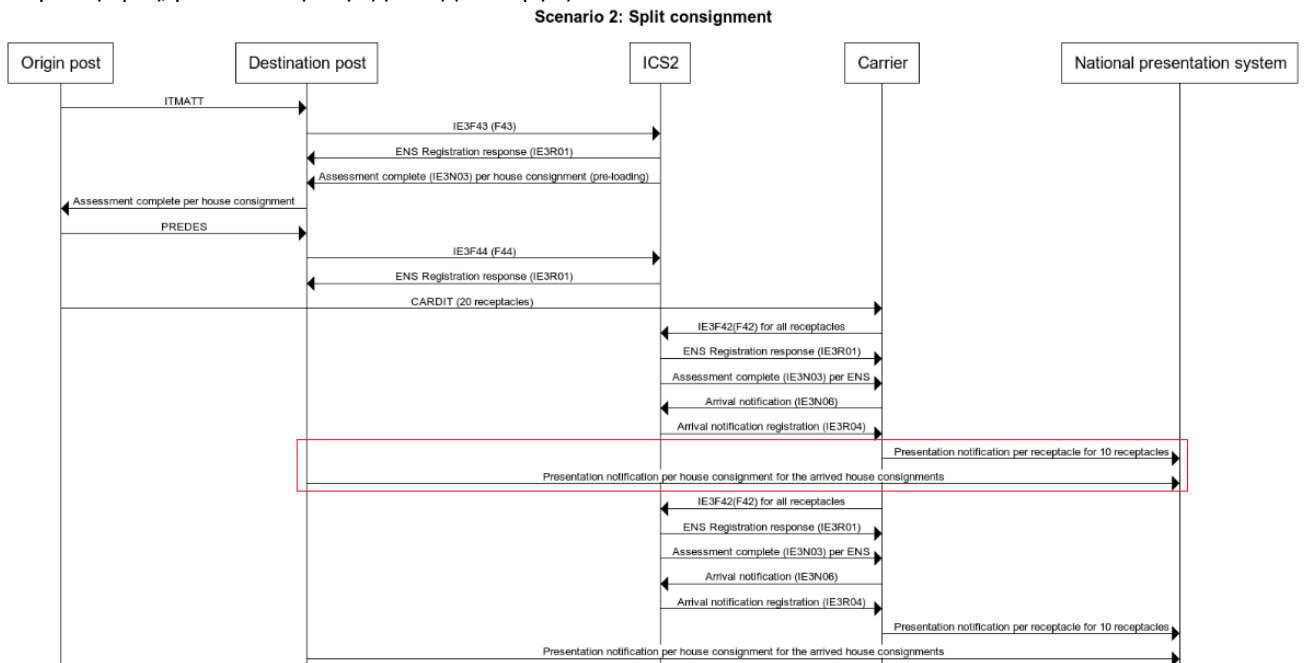 Scenario 2: Split consignment
Origin post
Destination post
ICS2
Carrier
National presentation system
ITMATT
IE3F43 (F43)
ENS Registration response (IE3R01)
Assessment complete (IE3N03) per house consignment (pre-loading)
Assessment complete per house consignment
PREDES
IE3F44 (F44)
ENS Registration response (IE3R01)
CARDIT (20 receptacles)
IE3F42(F42) for all receptacles
ENS Registration response (IE3R01)
Assessment complete (IE3N03) per ENS
Arrival notification (IE3N06)
Arrival notification registration (IE3R04)
Presentation notification per receptacle for 10 receptacles
Presentation notification per house consignment for the arrived house consignments
IE3F42(F42) for all receptacles
ENS Registration response (IE3R01)
Assessment complete (IE3N03) per ENS
Arrival notification (IE3N06)
Arrival notification registration (IE3R04)
Presentation notification per receptacle for 10 receptacles
Presentation notification per house consignment for the arrived house consignments